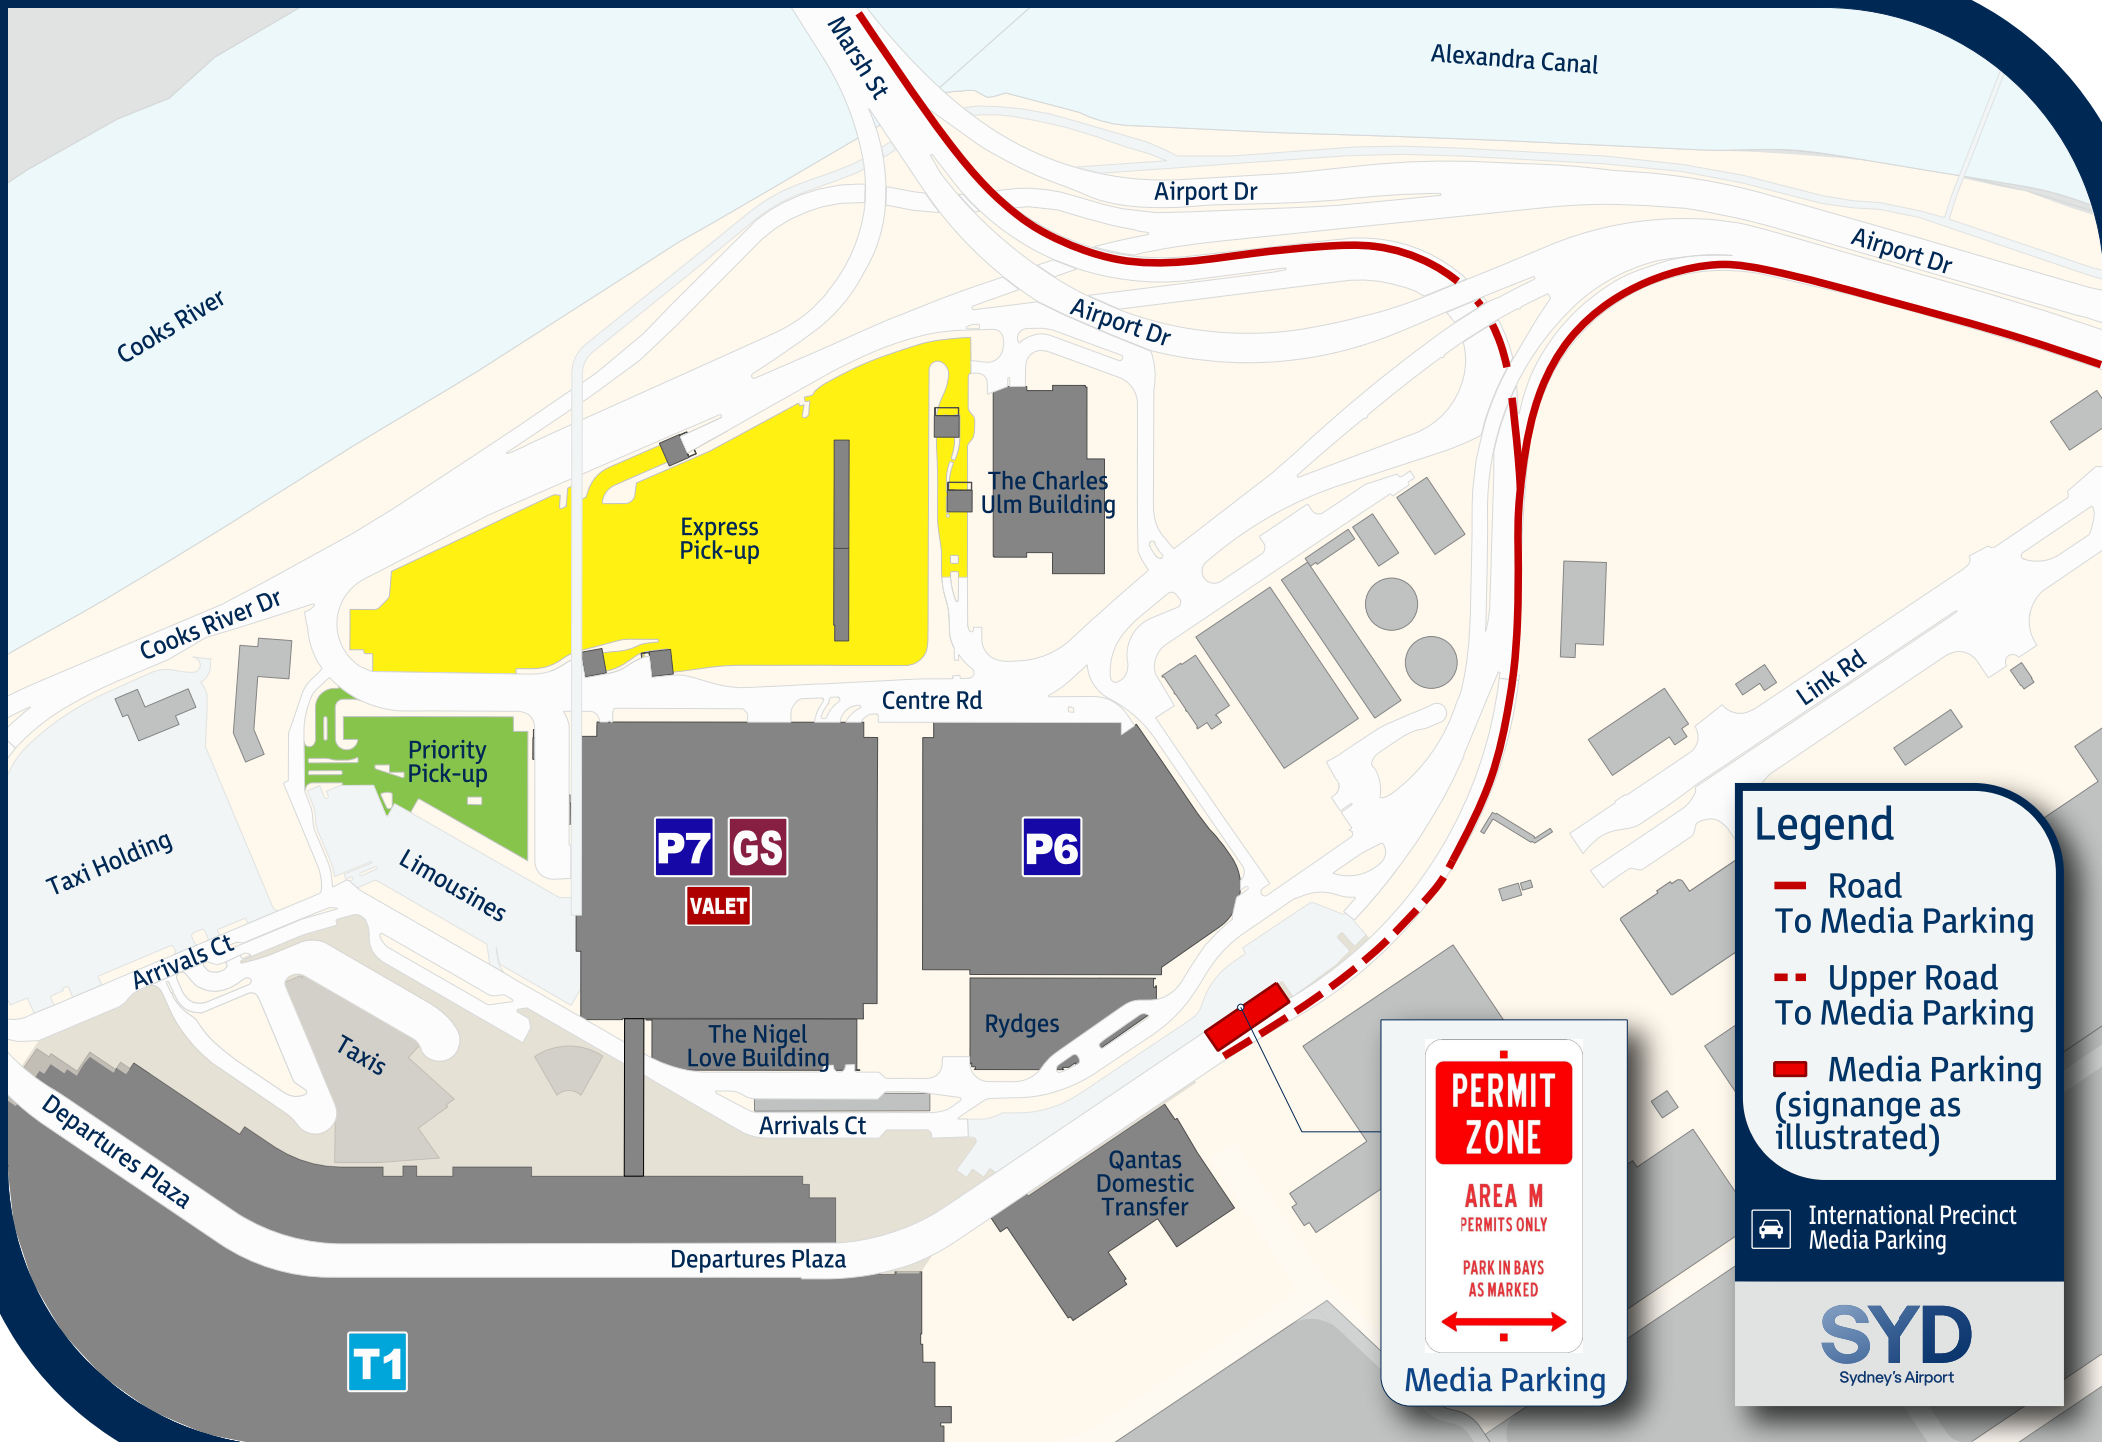 Marsh St
Alexandra Canal
Airport Dr
Airport Dr
Airport Dr
Cooks River
The Charles
Ulm Building
Express
Pick-up
Cooks River Dr
Centre Rd
Link Rd
Priority
Pick-up
Taxi Holding
Limousines
P7
GS
VALET
P6
Arrivals Ct
Taxis
The Nigel
Love Building
Rydges
Arrivals Ct
Departures Plaza
Qantas
Domestic
Transfer
Departures Plaza
T1
PERMIT
ZONE
AREA M
PERMITS ONLY
PARK IN BAYS
AS MARKED
Media Parking
Legend
Road
To Media Parking
Upper Road
To Media Parking
Media Parking
(signange as
illustrated)
International Precinct
Media Parking
SYD
Sydney's Airport